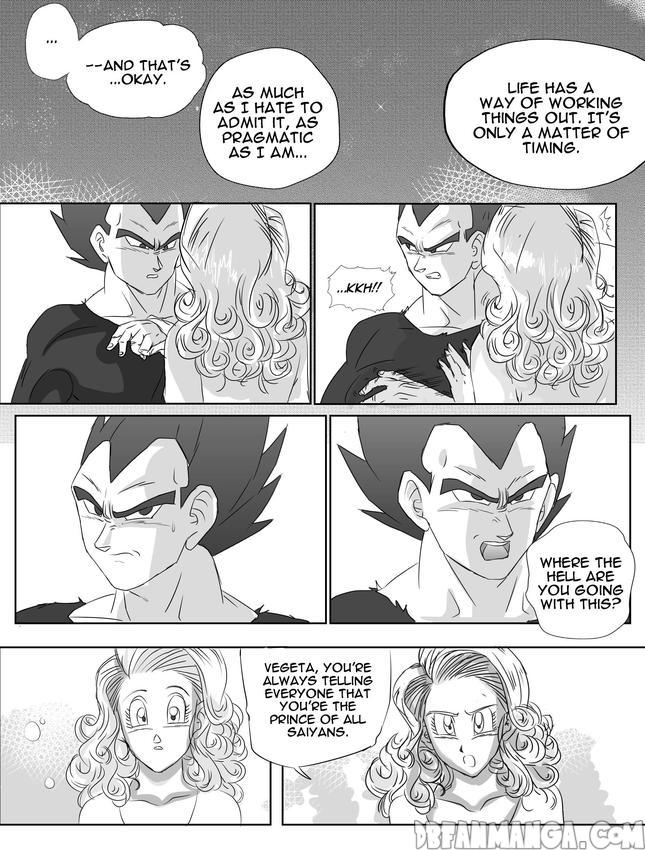 ...
--AND THAT'S
...OKAY.
AS MUCH
AS I HATE TO
ADMIT IT, AS
PRAGMATIC
AS I AM...
LIFE HAS A
WAY OF WORKING
THINGS OUT. IT'S
ONLY A MATTER OF
TIMING.
...KKH!!
WHERE THE
HELL ARE
YOU GOING
WITH THIS?
VEGETA, YOU'RE
ALWAYS TELLING
EVERYONE THAT
YOU'RE THE
PRINCE OF ALL
SAIYANS.
DBFANMANGA.COM